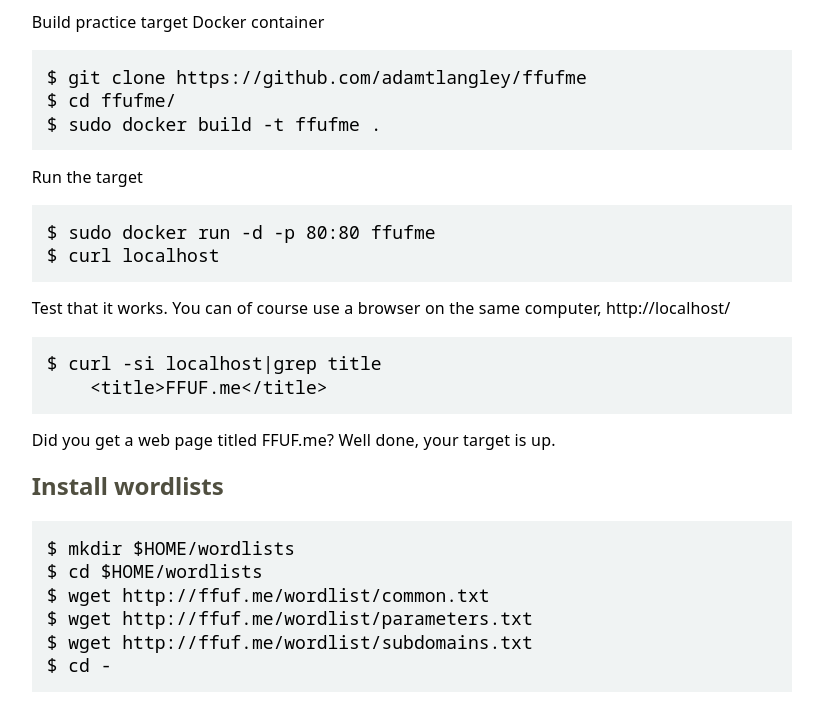 Build practice target Docker container
$ git clone https://github.com/adamtlangley/ffufme
$ cd ffufme/
$ sudo docker build -t ffufme .
Run the target
$ sudo docker run -d -p 80:80 ffufme
$ curl localhost
Test that it works. You can of course use a browser on the same computer, http://localhost/
$ curl -si localhost|grep title
    <title>FFUF.me</title>
Did you get a web page titled FFUF.me? Well done, your target is up.
Install wordlists
$ mkdir $HOME/wordlists
$ cd $HOME/wordlists
$ wget http://ffuf.me/wordlist/common.txt
$ wget http://ffuf.me/wordlist/parameters.txt
$ wget http://ffuf.me/wordlist/subdomains.txt
$ cd -